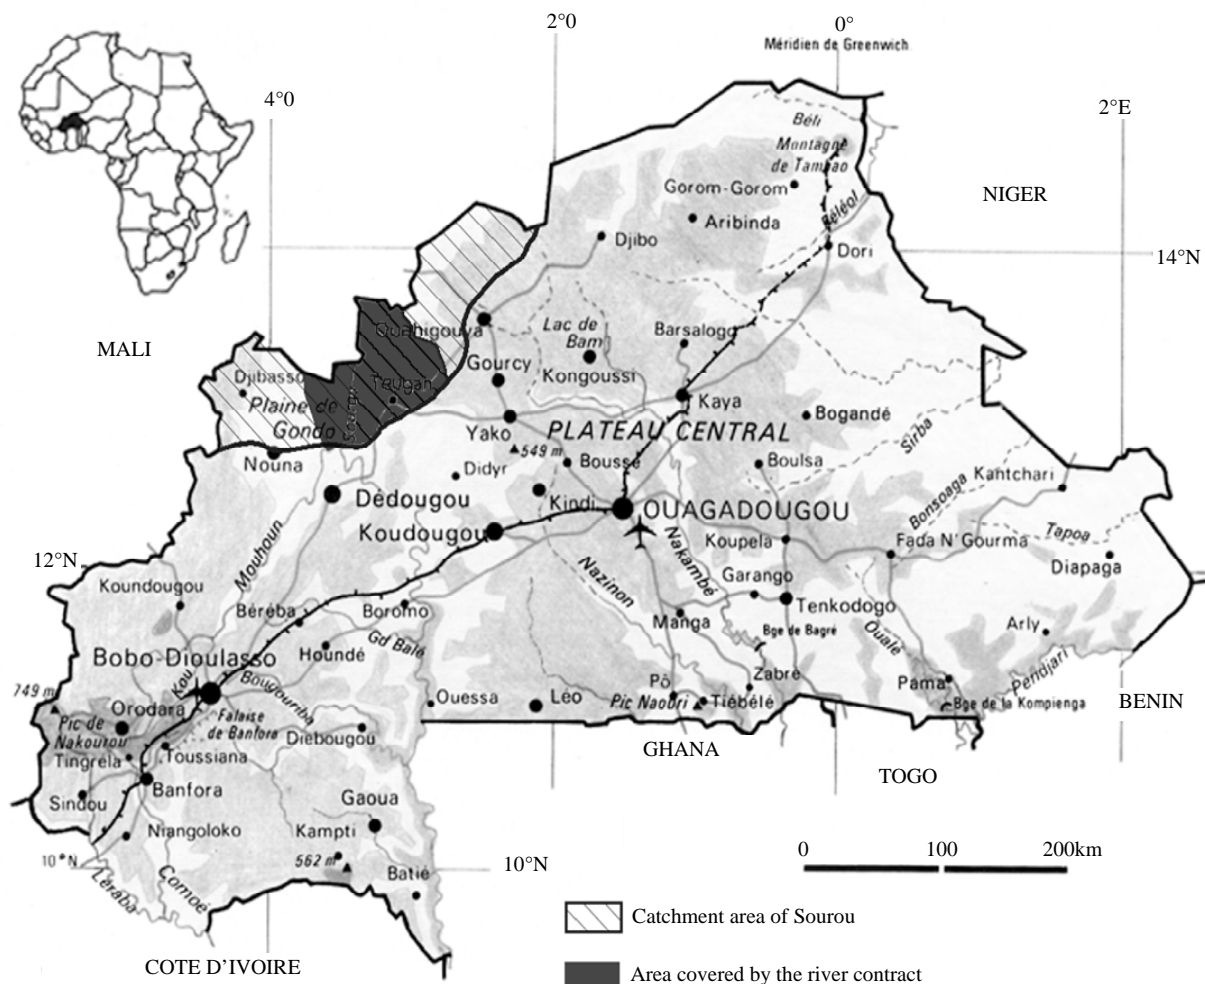 2°0
0°
Méridien de Greenwich
4°0
2°E
Béli
Montagne
de Tambao
Gorom-Gorom
NIGER
Béléol
Aribinda
Djibo
Dori
14°N
MALI
Ouahigouya
Lac de
Bam
Barsalogo
Gourcy
Kongoussi
Djibasso
Tougan
Kaya
Plaine de
Gondo
Sourou
Bogandé
Yako
PLATEAU CENTRAL
Sirba
549 m
Nouna
Didyr
Boussé
Boulsa
Kantchari
Dédougou
Kindi
OUAGADOUGOU
Bonsoaga
Koudougou
Koupela
Fada N'Gourma
Tapoa
Mouhoun
12°N
Nakambé
Diapaga
Koundougou
Nazinon
Garango
Béréba
Boromo
Tenkodogo
Manga
Bge de Bagré
Oualé
Arly
Gd Balé
Houndé
Bobo-Dioulasso
Kou
Pendjari
Zabré
Pô
Pama
749 m
Bougouriba
Ouessa
Léo
Pic Naouri
Tiébélé
BENIN
Bge de la Kompienga
Orodara
Pic de
Nakourou
Falaise
de Banfora
Diebougou
GHANA
Toussiana
Tingrela
TOGO
Banfora
Sindou
Gaoua
Niangoloko
Kampti
562 m
0
100
200km
10°N
10°N
Batié
Léraba
Comoé
Catchment area of Sourou
COTE D'IVOIRE
Area covered by the river contract